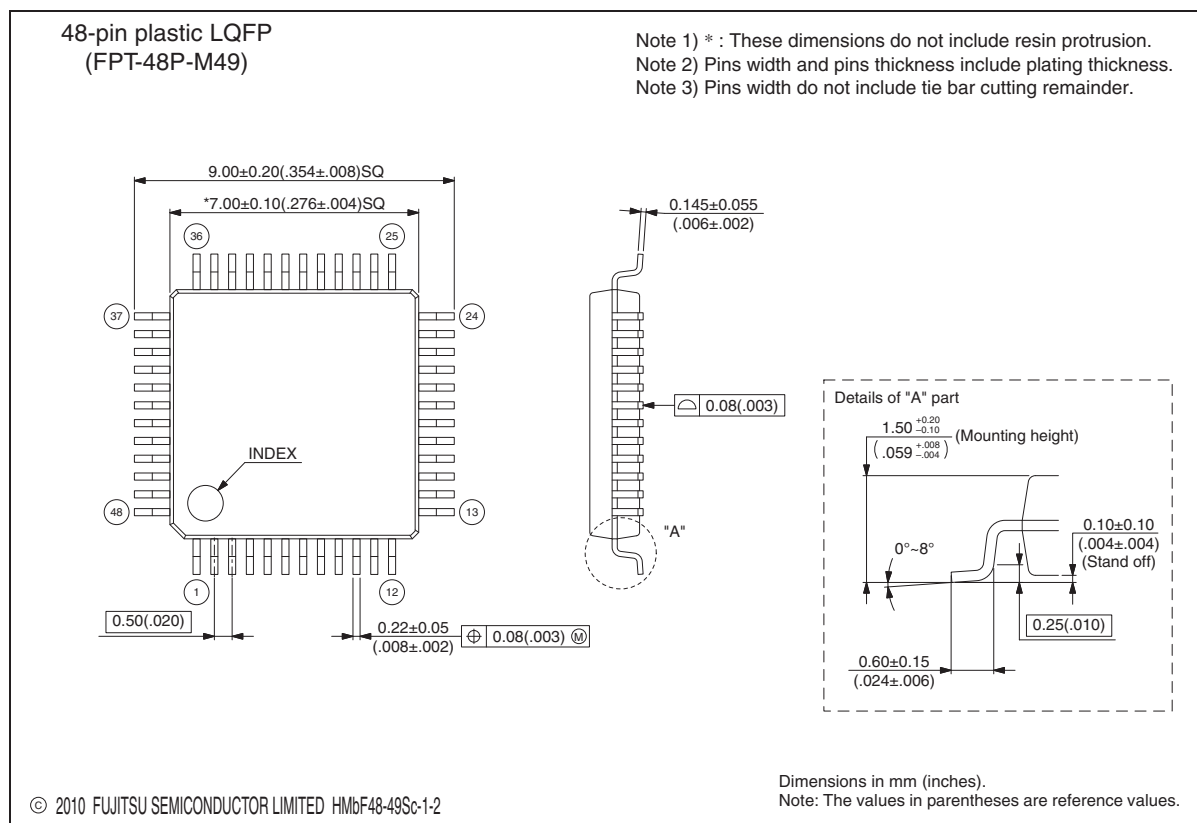 48-pin plastic LQFP
(FPT-48P-M49)
Note 1) * : These dimensions do not include resin protrusion.
Note 2) Pins width and pins thickness include plating thickness.
Note 3) Pins width do not include tie bar cutting remainder.
9.00±0.20(.354±.008)SQ
*7.00±0.10(.276±.004)SQ
0.145±0.055
(.006±.002)
36
25
37
24
0.08(.003)
Details of "A" part
1.50 +0.20 −0.10 (Mounting height)
(.059 +.008 −.004)
INDEX
48
13
"A"
0.10±0.10
(.004±.004)
(Stand off)
0°~8°
1
12
0.50(.020)
0.22±0.05
(.008±.002)
⌖ 0.08(.003) Ⓜ
0.25(.010)
0.60±0.15
(.024±.006)
© 2010 FUJITSU SEMICONDUCTOR LIMITED HMbF48-49Sc-1-2
Dimensions in mm (inches).
Note: The values in parentheses are reference values.